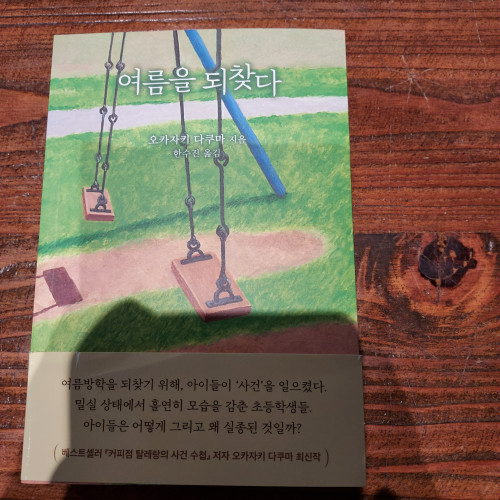 여름을 되찾다
오카자키 다쿠마 지음
한수진 옮김
여름방학을 되찾기 위해, 아이들이 '사건'을 일으켰다.
밀실 상태에서 홀연히 모습을 감춘 초등학생들.
아이들은 어떻게 그리고 왜 실종된 것일까?
( 베스트셀러 『커피점 탈레랑의 사건 수첩』 저자 오카자키 다쿠마 최신작 )